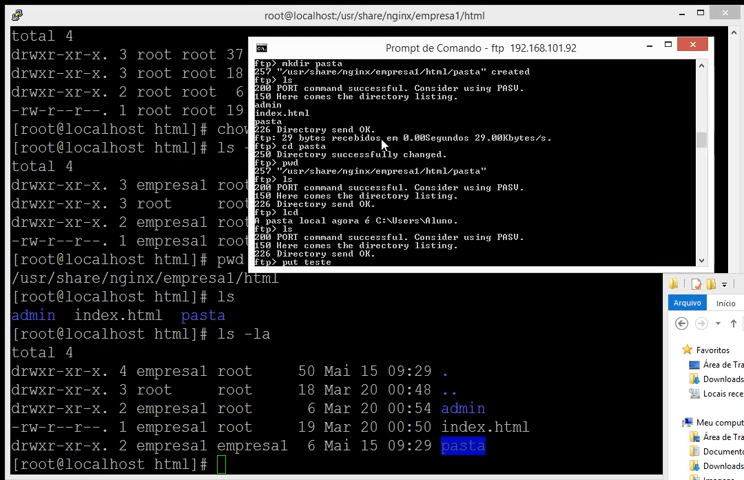 root@localhost:/usr/share/nginx/empresa1/html
total 4
drwxr-xr-x. 3 root root 37
drwxr-xr-x. 3 root root 18
drwxr-xr-x. 2 root root 6
-rw-r--r--. 1 root root 19
[root@localhost html]# chow
[root@localhost html]# ls -
total 4
drwxr-xr-x. 3 empresa1 root
drwxr-xr-x. 3 root root
drwxr-xr-x. 2 empresa1 root
-rw-r--r--. 1 empresa1 root
[root@localhost html]# pwd
/usr/share/nginx/empresa1/html
[root@localhost html]# ls
admin index.html pasta
[root@localhost html]# ls -la
total 4
drwxr-xr-x. 4 empresa1 root 50 Mai 15 09:29 .
drwxr-xr-x. 3 root root 18 Mar 20 00:48 ..
drwxr-xr-x. 2 empresa1 root 6 Mar 20 00:54 admin
-rw-r--r--. 1 empresa1 root 19 Mar 20 00:50 index.html
drwxr-xr-x. 2 empresa1 empresa1 6 Mai 15 09:29 pasta
[root@localhost html]#
Prompt de Comando - ftp 192.168.101.92
ftp> mkdir pasta
257 "/usr/share/nginx/empresa1/html/pasta" created
ftp> ls
200 PORT command successful. Consider using PASV.
150 Here comes the directory listing.
admin
index.html
pasta
226 Directory send OK.
ftp: 29 bytes recebidos em 0.00Segundos 29.00Kbytes/s.
ftp> cd pasta
250 Directory successfully changed.
ftp> pwd
257 "/usr/share/nginx/empresa1/html/pasta"
ftp> ls
200 PORT command successful. Consider using PASV.
150 Here comes the directory listing.
226 Directory send OK.
ftp> lcd
A pasta local agora é C:\Users\Aluno.
ftp> ls
200 PORT command successful. Consider using PASV.
150 Here comes the directory listing.
226 Directory send OK.
ftp> put teste
Arquivo Início
Favoritos
Área de Tra
Downloads
Locais rece
Meu comput
Área de Tra
Documento
Downloads